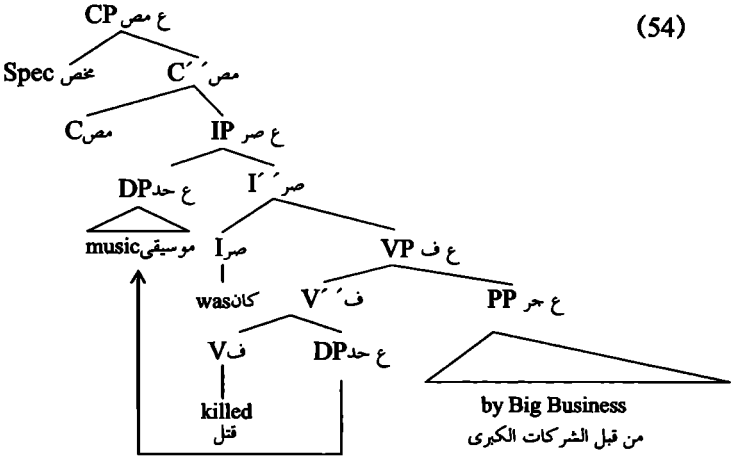 CP ع مص (54)
Spec مخص C´´ مص´
C مص IP ع صر
DP ع حد I´´ صر´
music موسيقى I صر VP ع ف
was كان V´´ ف´ PP ع جر
V ف DP ع حد
killed by Big Business
قتل من قبل الشركات الكبرى